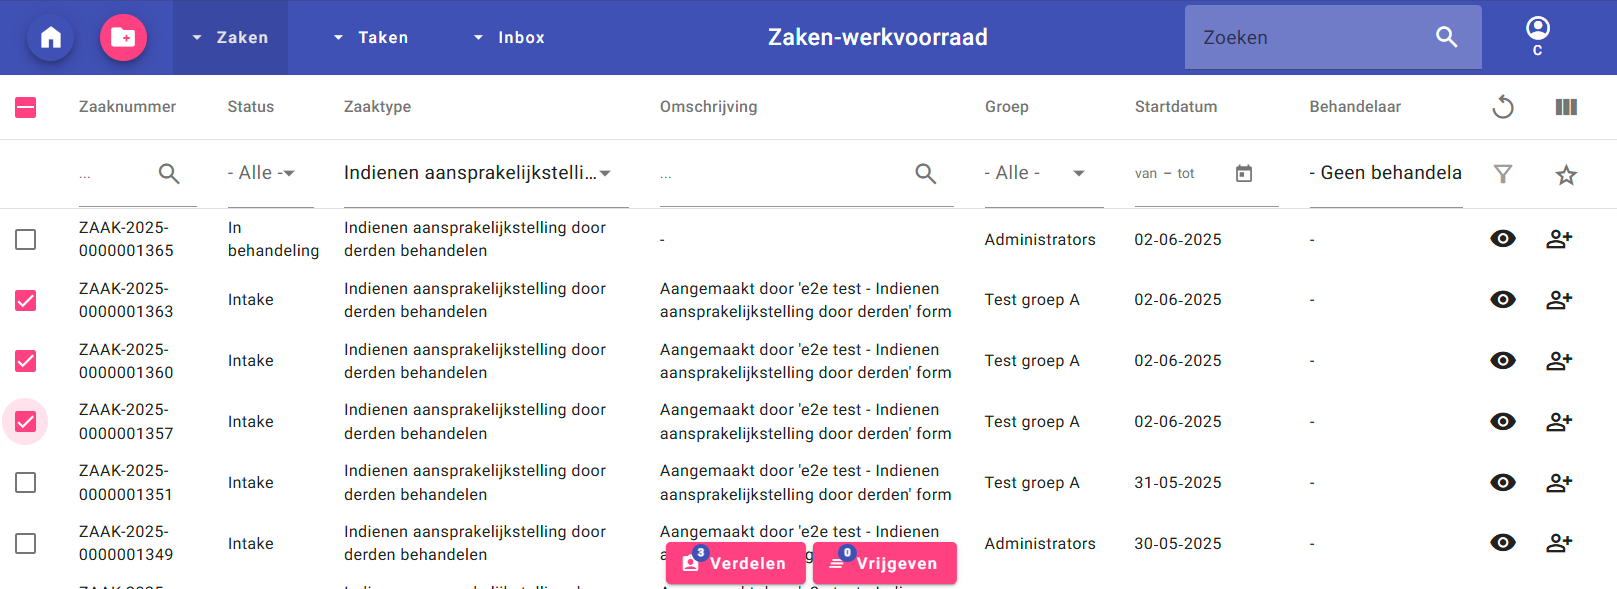 Zaken
Taken
Inbox
Zaken-werkvoorraad
Zoeken
C
Zaaknummer Status Zaaktype Omschrijving Groep Startdatum Behandelaar
... - Alle - Indienen aansprakelijkstelli... ... - Alle - van – tot - Geen behandela
ZAAK-2025- In Indienen aansprakelijkstelling door
0000001365 behandeling derden behandelen - Administrators 02-06-2025 -
ZAAK-2025- Indienen aansprakelijkstelling door Aangemaakt door 'e2e test - Indienen
0000001363 Intake derden behandelen aansprakelijkstelling door derden' form Test groep A 02-06-2025 -
ZAAK-2025- Indienen aansprakelijkstelling door Aangemaakt door 'e2e test - Indienen
0000001360 Intake derden behandelen aansprakelijkstelling door derden' form Test groep A 02-06-2025 -
ZAAK-2025- Indienen aansprakelijkstelling door Aangemaakt door 'e2e test - Indienen
0000001357 Intake derden behandelen aansprakelijkstelling door derden' form Test groep A 02-06-2025 -
ZAAK-2025- Indienen aansprakelijkstelling door Aangemaakt door 'e2e test - Indienen
0000001351 Intake derden behandelen aansprakelijkstelling door derden' form Test groep A 31-05-2025 -
ZAAK-2025- Indienen aansprakelijkstelling door Aangemaakt door 'e2e test - Indienen
0000001349 Intake derden behandelen Administrators 30-05-2025 -
3 Verdelen
0 Vrijgeven